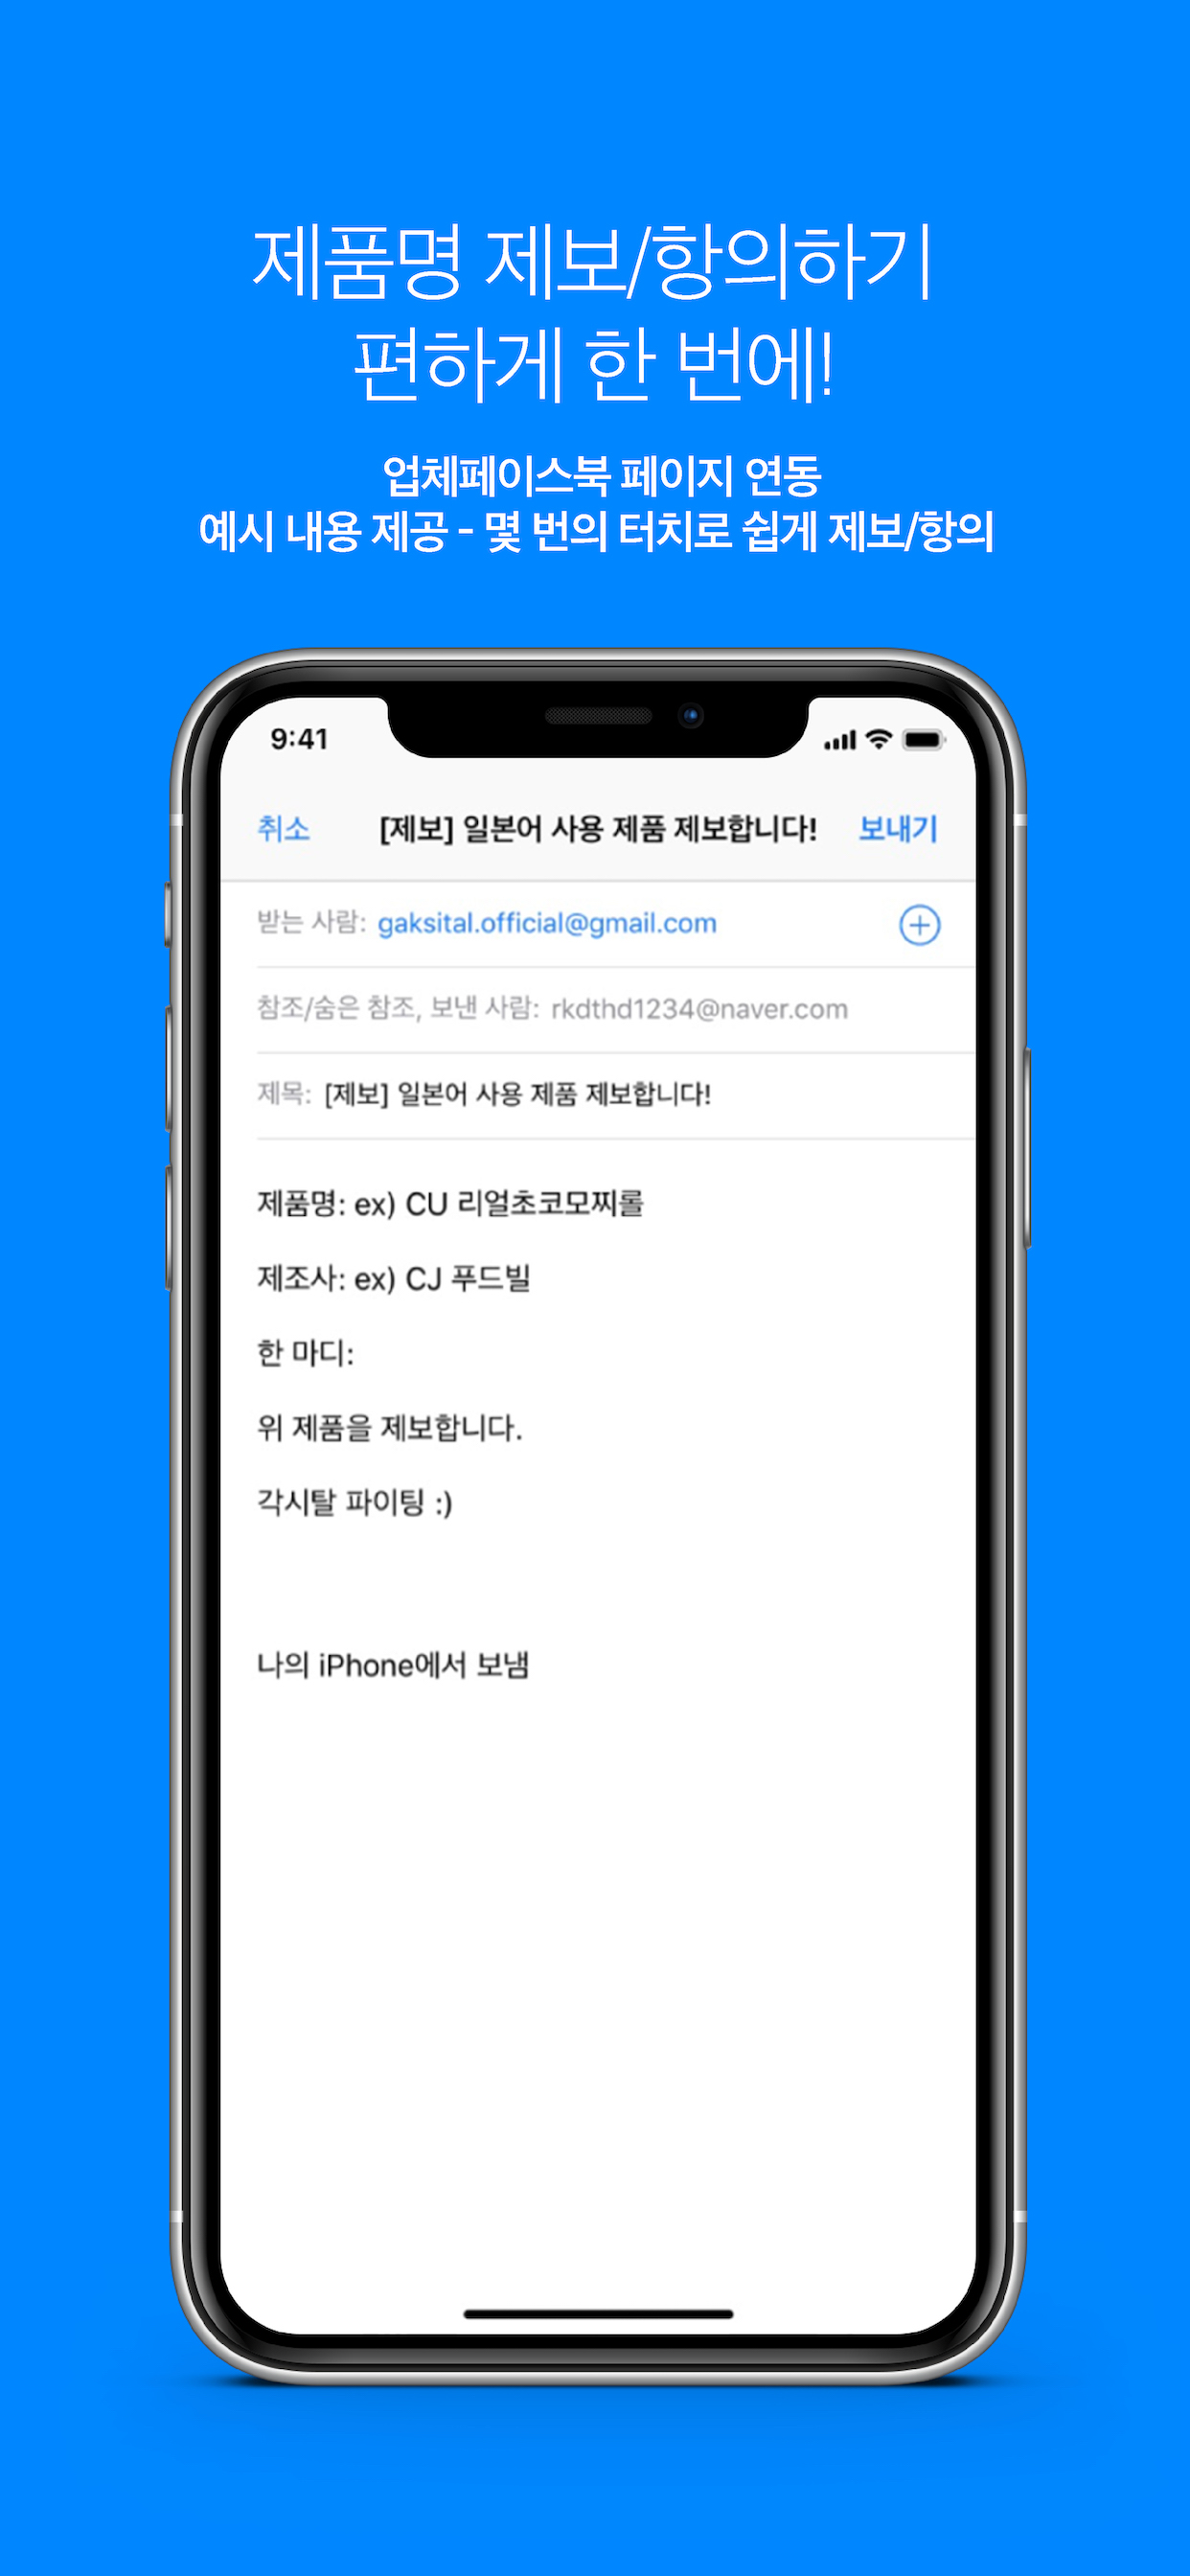 제품명 제보/항의하기
편하게 한 번에!
업체페이스북 페이지 연동
예시 내용 제공 - 몇 번의 터치로 쉽게 제보/항의
9:41
취소 [제보] 일본어 사용 제품 제보합니다! 보내기
받는 사람: gaksital.official@gmail.com
참조/숨은 참조, 보낸 사람: rkdthd1234@naver.com
제목: [제보] 일본어 사용 제품 제보합니다!
제품명: ex) CU 리얼초코모찌롤
제조사: ex) CJ 푸드빌
한 마디:
위 제품을 제보합니다.
각시탈 파이팅 :)
나의 iPhone에서 보냄